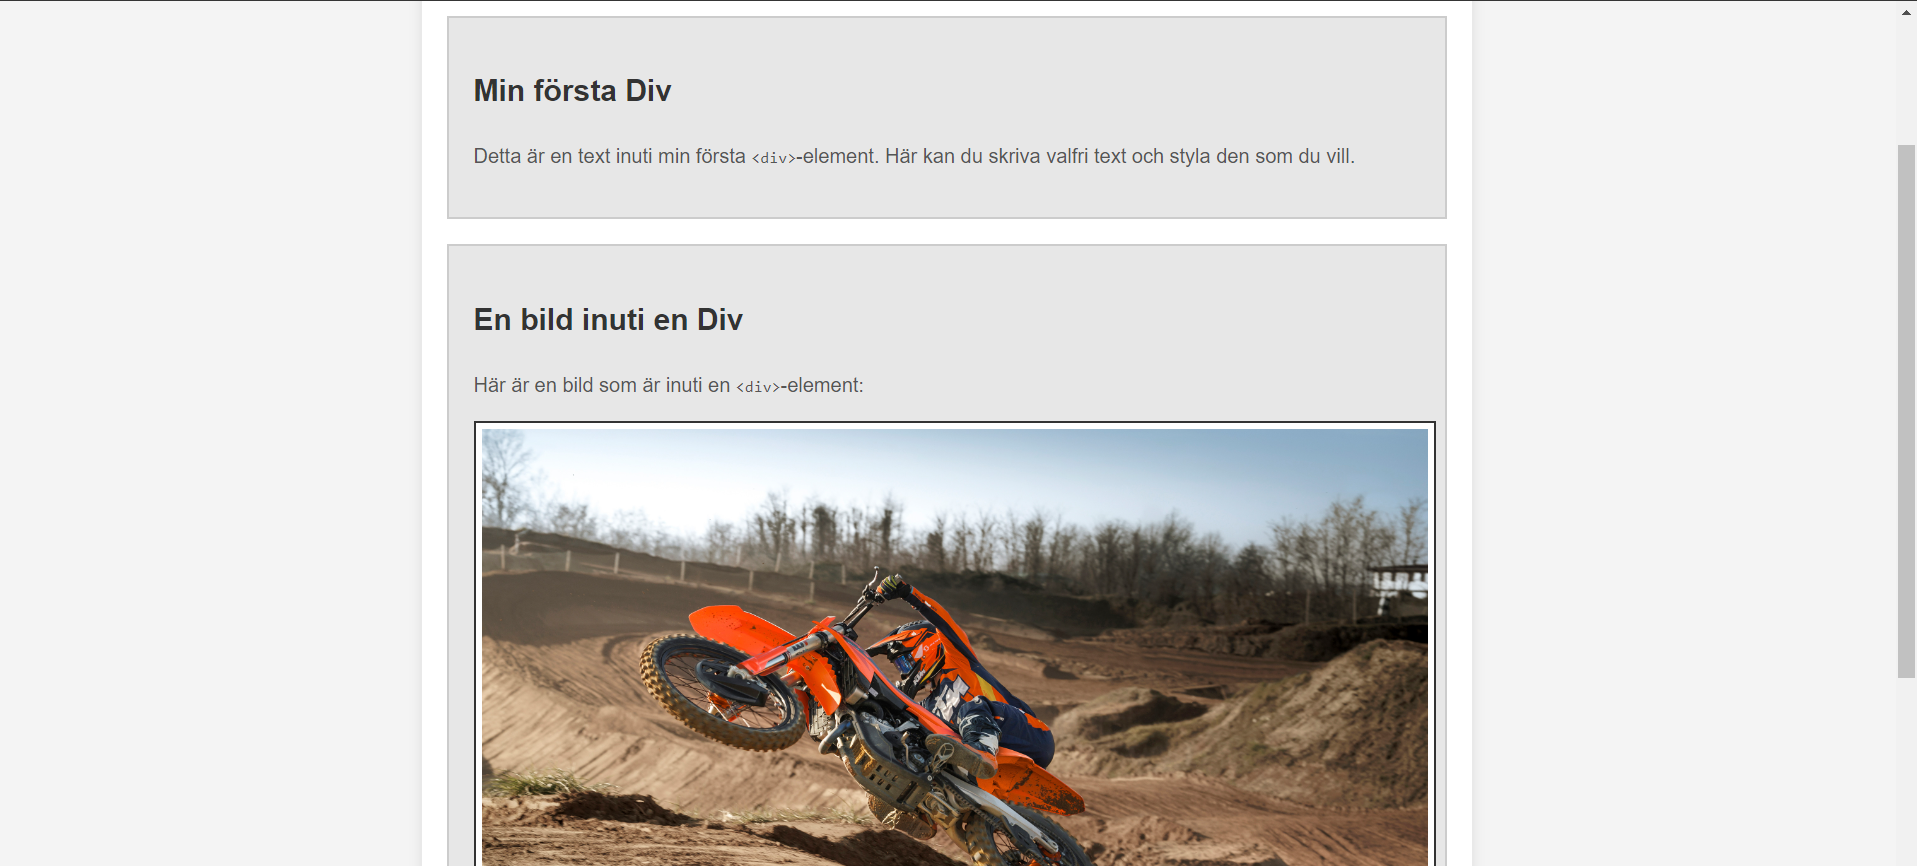 Min första Div
Detta är en text inuti min första <div>-element. Här kan du skriva valfri text och styla den som du vill.
En bild inuti en Div
Här är en bild som är inuti en <div>-element: